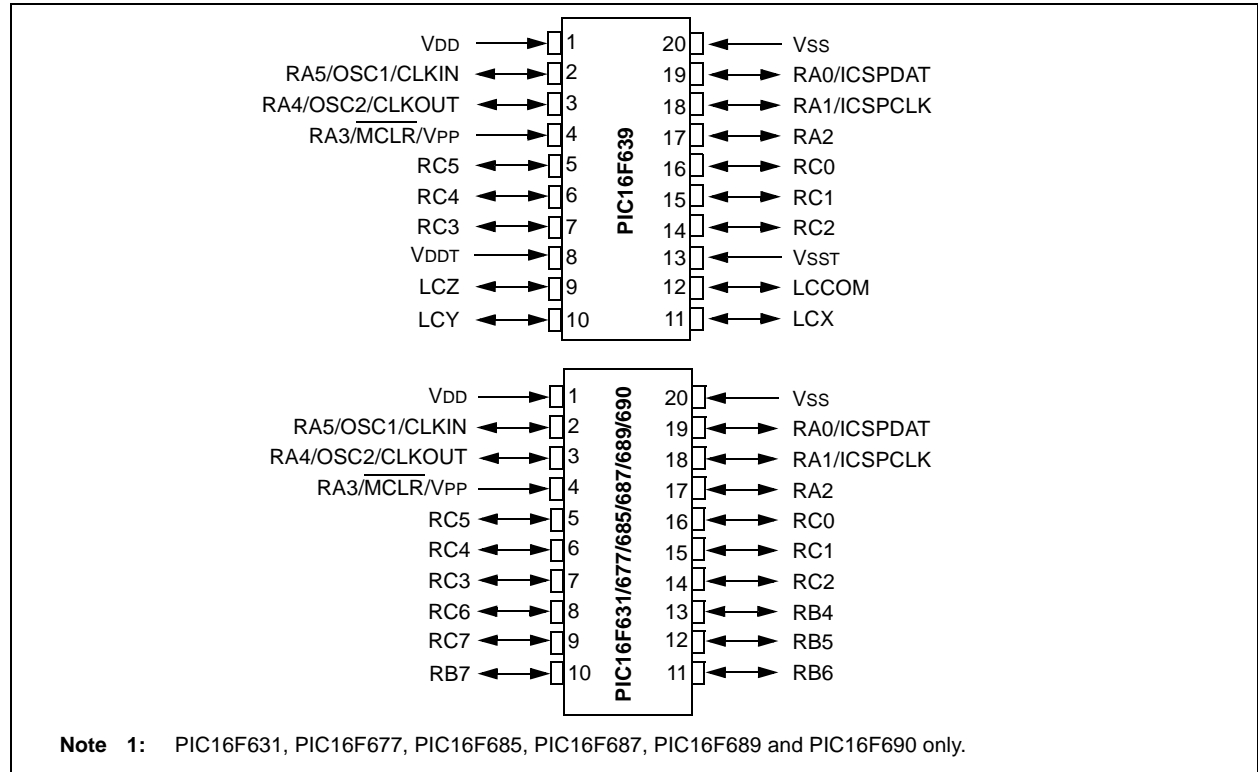 VDD 1 20 VSS
RA5/OSC1/CLKIN 2 19 RA0/ICSPDAT
RA4/OSC2/CLKOUT 3 18 RA1/ICSPCLK
RA3/MCLR/VPP 4 17 RA2
RC5 5 16 RC0
RC4 6 15 RC1
RC3 7 14 RC2
VDDT 8 13 VSST
LCZ 9 12 LCCOM
LCY 10 11 LCX
PIC16F639
VDD 1 20 VSS
RA5/OSC1/CLKIN 2 19 RA0/ICSPDAT
RA4/OSC2/CLKOUT 3 18 RA1/ICSPCLK
RA3/MCLR/VPP 4 17 RA2
RC5 5 16 RC0
RC4 6 15 RC1
RC3 7 14 RC2
RC6 8 13 RB4
RC7 9 12 RB5
RB7 10 11 RB6
PIC16F631/677/685/687/689/690
Note 1: PIC16F631, PIC16F677, PIC16F685, PIC16F687, PIC16F689 and PIC16F690 only.